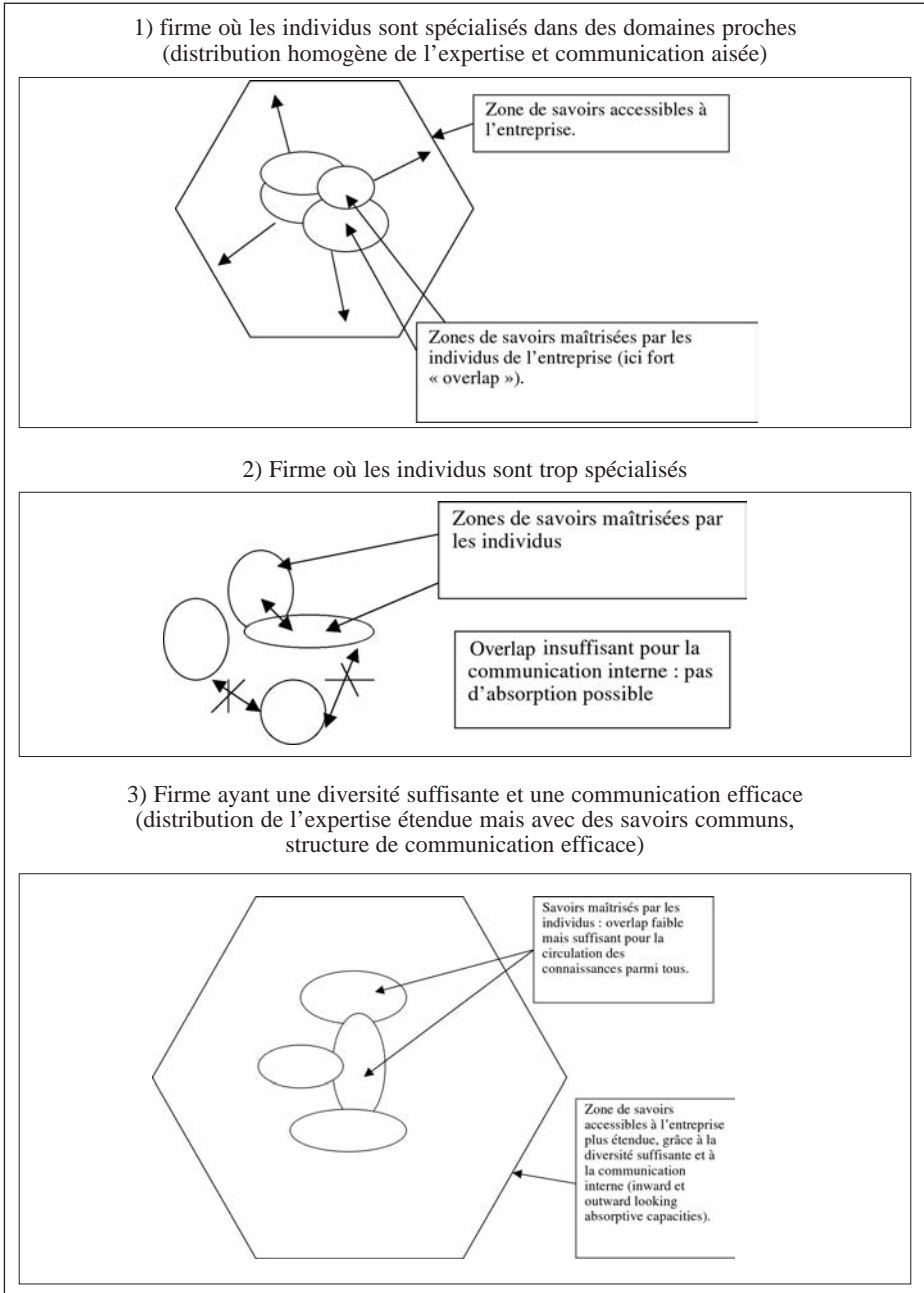 1) firme où les individus sont spécialisés dans des domaines proches
(distribution homogène de l’expertise et communication aisée)
Zone de savoirs accessibles à
l’entreprise.
Zones de savoirs maîtrisées par les
individus de l’entreprise (ici fort
« overlap »).
2) Firme où les individus sont trop spécialisés
Zones de savoirs maîtrisées par
les individus
Overlap insuffisant pour la
communication interne : pas
d’absorption possible
3) Firme ayant une diversité suffisante et une communication efficace
(distribution de l’expertise étendue mais avec des savoirs communs,
structure de communication efficace)
Savoirs maîtrisés par les
individus : overlap faible
mais suffisant pour la
circulation des
connaissances parmi tous.
Zone de savoirs
accessibles à l’entreprise
plus étendue, grâce à la
diversité suffisante et à
la communication
interne (inward et
outward looking
absorptive capacities).